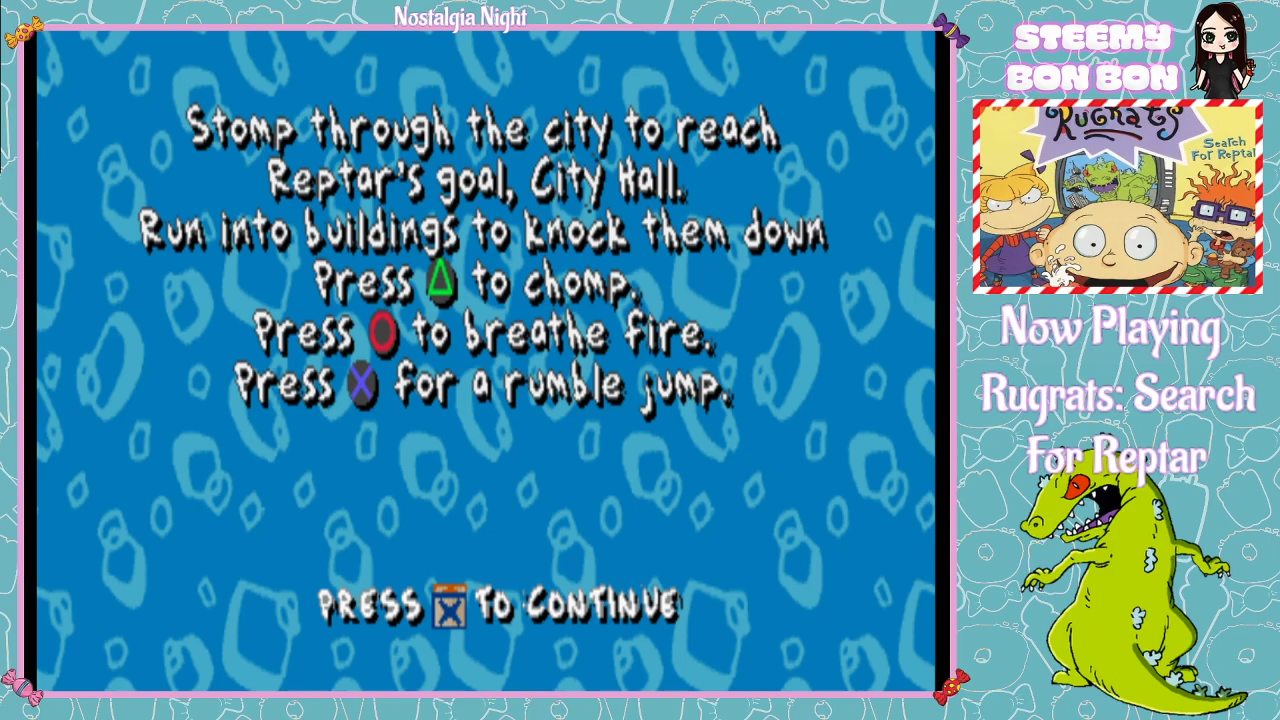 Nostalgia Night
Stomp through the city to reach
Reptar's goal, City Hall.
Run into buildings to knock them down
Press △ to chomp.
Press ○ to breathe fire.
Press X for a rumble jump.
PRESS X TO CONTINUE
STEEMY
BON BON
Rugrats
Search
For Reptar
Now Playing
Rugrats: Search
For Reptar